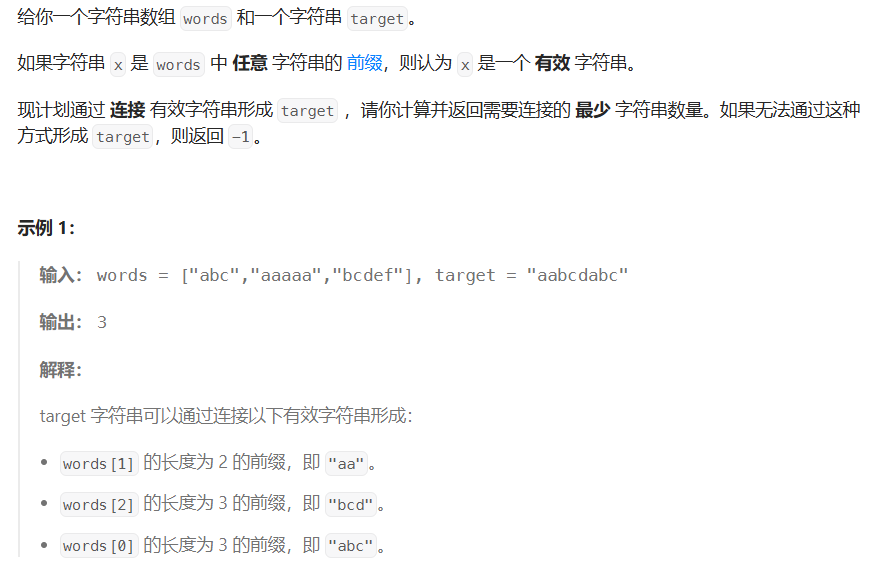 给你一个字符串数组 words 和一个字符串 target。
如果字符串 x 是 words 中 任意 字符串的 前缀，则认为 x 是一个 有效 字符串。
现计划通过 连接 有效字符串形成 target ，请你计算并返回需要连接的 最少 字符串数量。如果无法通过这种
方式形成 target，则返回 -1。
示例 1：
输入： words = ["abc","aaaaa","bcdef"], target = "aabcdabc"
输出： 3
解释：
target 字符串可以通过连接以下有效字符串形成：
• words[1] 的长度为 2 的前缀，即 "aa"。
• words[2] 的长度为 3 的前缀，即 "bcd"。
• words[0] 的长度为 3 的前缀，即 "abc"。